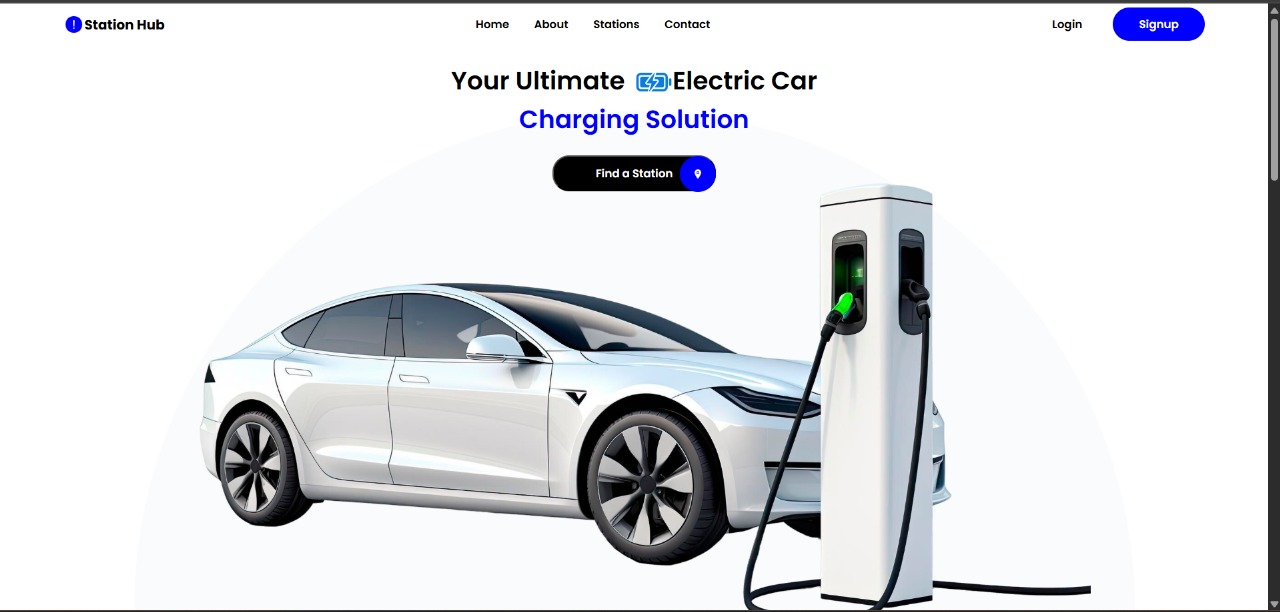 ! Station Hub
Home About Stations Contact
Login Signup
Your Ultimate Electric Car
Charging Solution
Find a Station